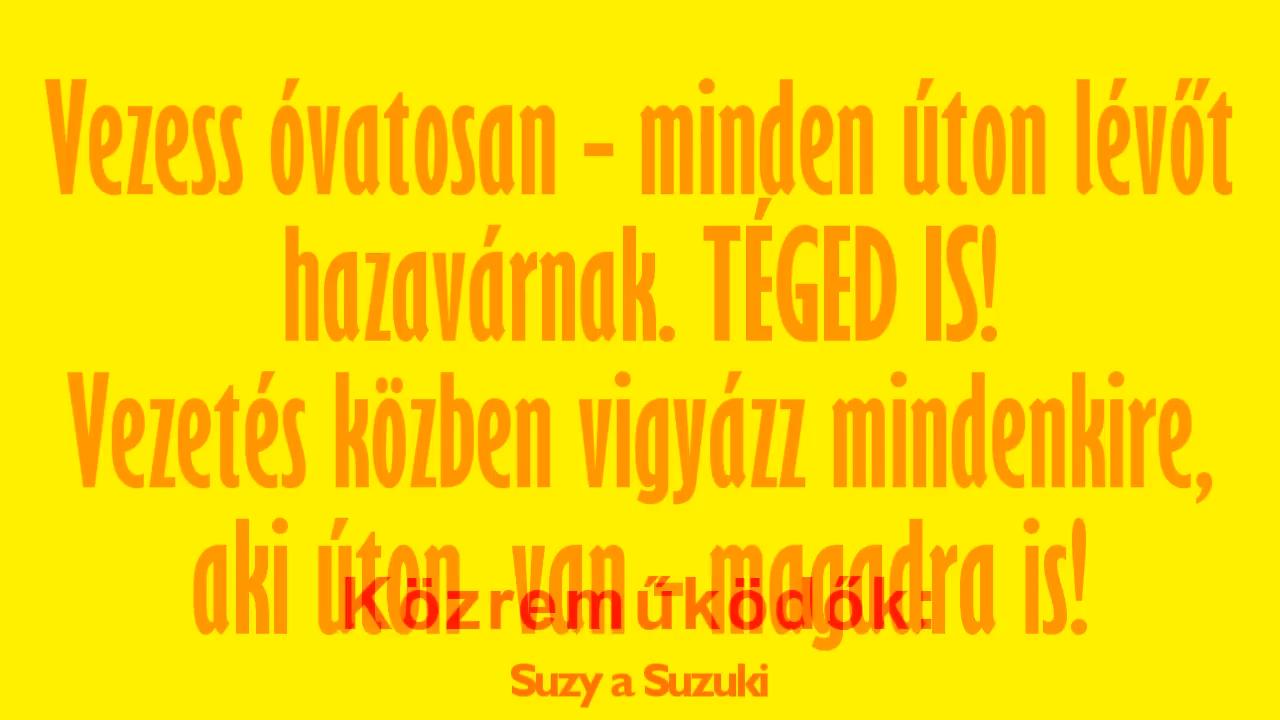 Vezess óvatosan - minden úton lévőt
hazavárnak. TÉGED IS!
Vezetés közben vigyázz mindenkire,
aki úton van - magadra is!
Közreműködők:
Suzy a Suzuki